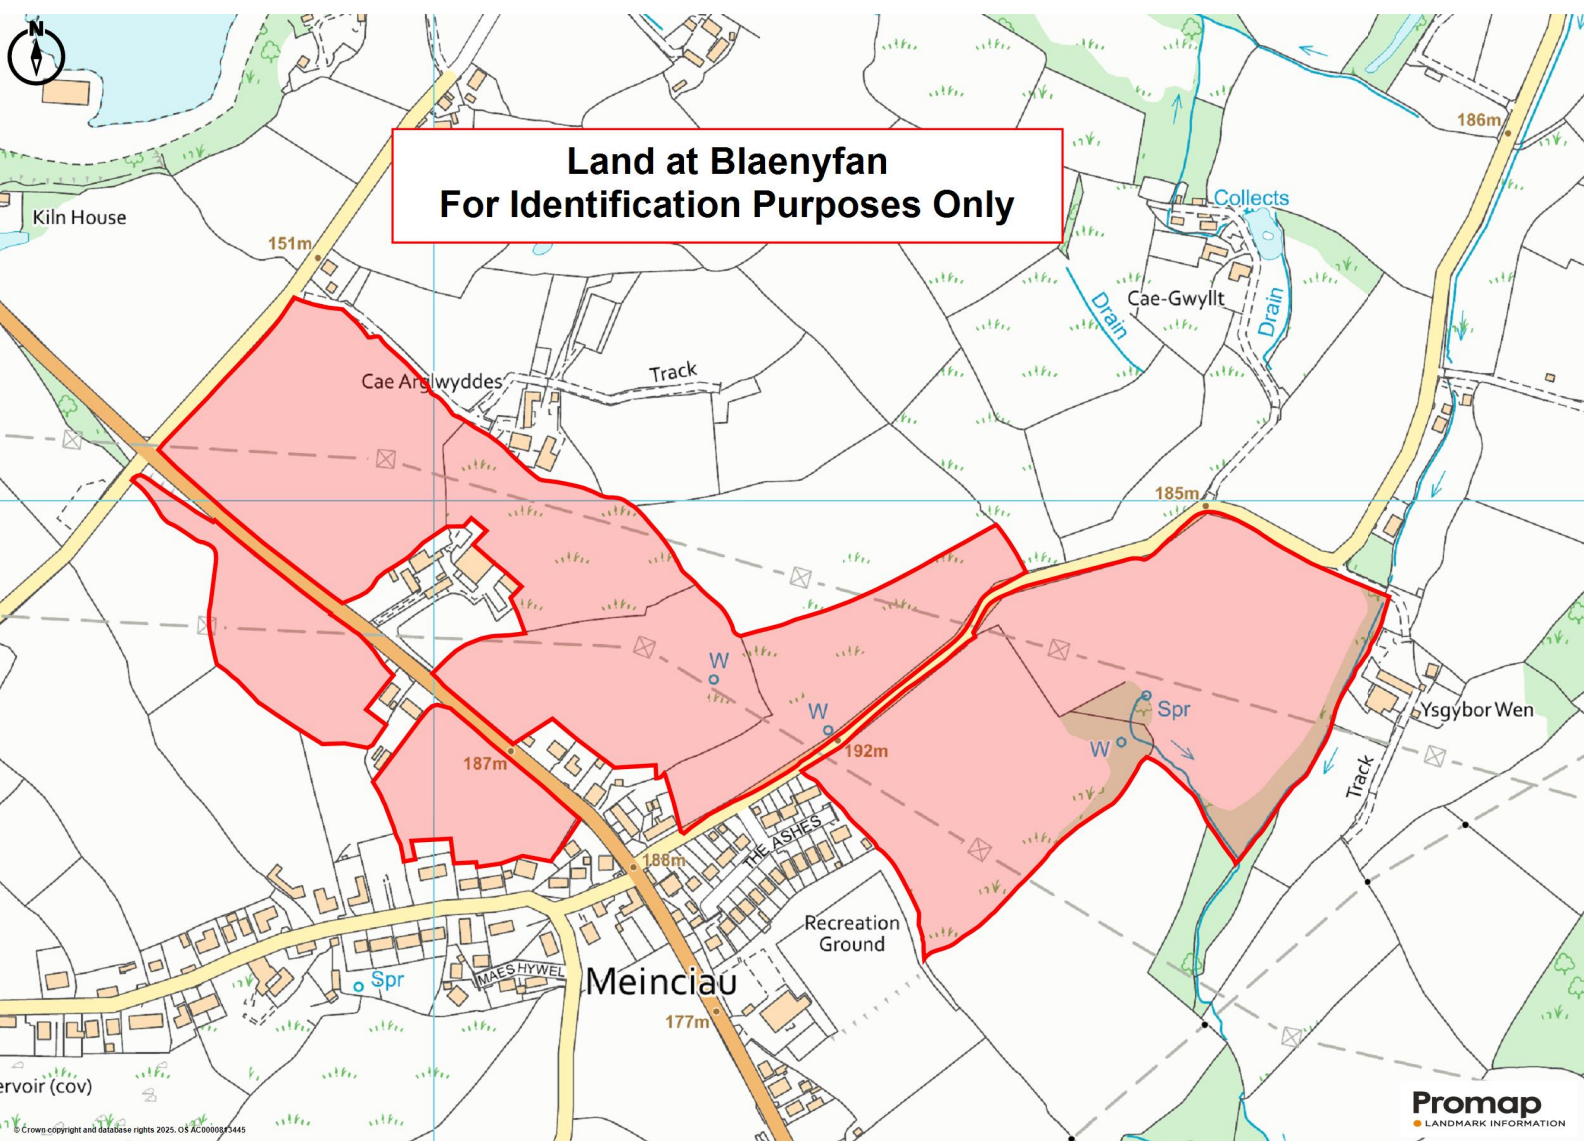 N
Land at Blaenyfan
For Identification Purposes Only
186m
Kiln House
151m
Collects
Cae-Gwyllt
Drain
Drain
Cae Arglwyddes
Track
185m
W
W
192m
Spr
W
Ysgybor Wen
Track
187m
THE ASHES
188m
Recreation
Ground
MAES HYWEL
Meinciau
Spr
177m
ervoir (cov)
© Crown copyright and database rights 2025. OS AC0000813445
Promap
LANDMARK INFORMATION